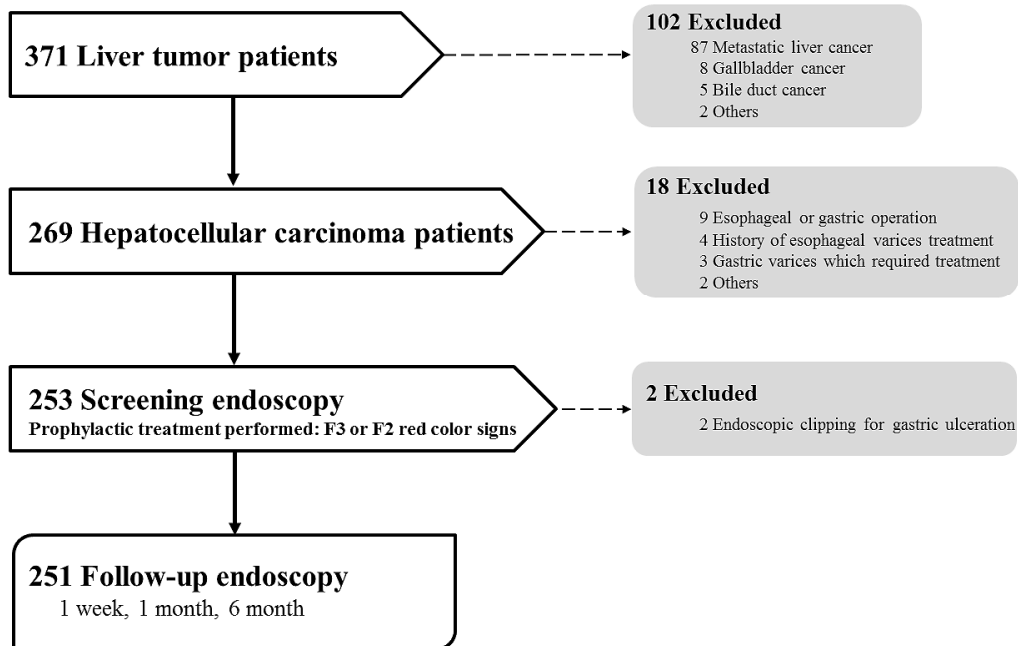 371 Liver tumor patients
102 Excluded
87 Metastatic liver cancer
8 Gallbladder cancer
5 Bile duct cancer
2 Others
269 Hepatocellular carcinoma patients
18 Excluded
9 Esophageal or gastric operation
4 History of esophageal varices treatment
3 Gastric varices which required treatment
2 Others
253 Screening endoscopy
Prophylactic treatment performed: F3 or F2 red color signs
2 Excluded
2 Endoscopic clipping for gastric ulceration
251 Follow-up endoscopy
1 week, 1 month, 6 month